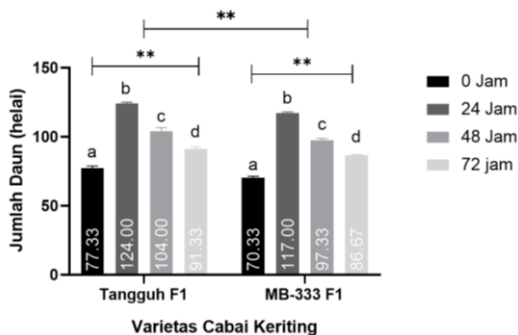 **
** **
150
100
50
0
Jumlah Daun (helai)
a b c d
a b c d
77.33 124.00 104.00 91.33
70.33 117.00 97.33 86.67
Tangguh F1 MB-333 F1
Varietas Cabai Keriting
0 Jam
24 Jam
48 Jam
72 jam